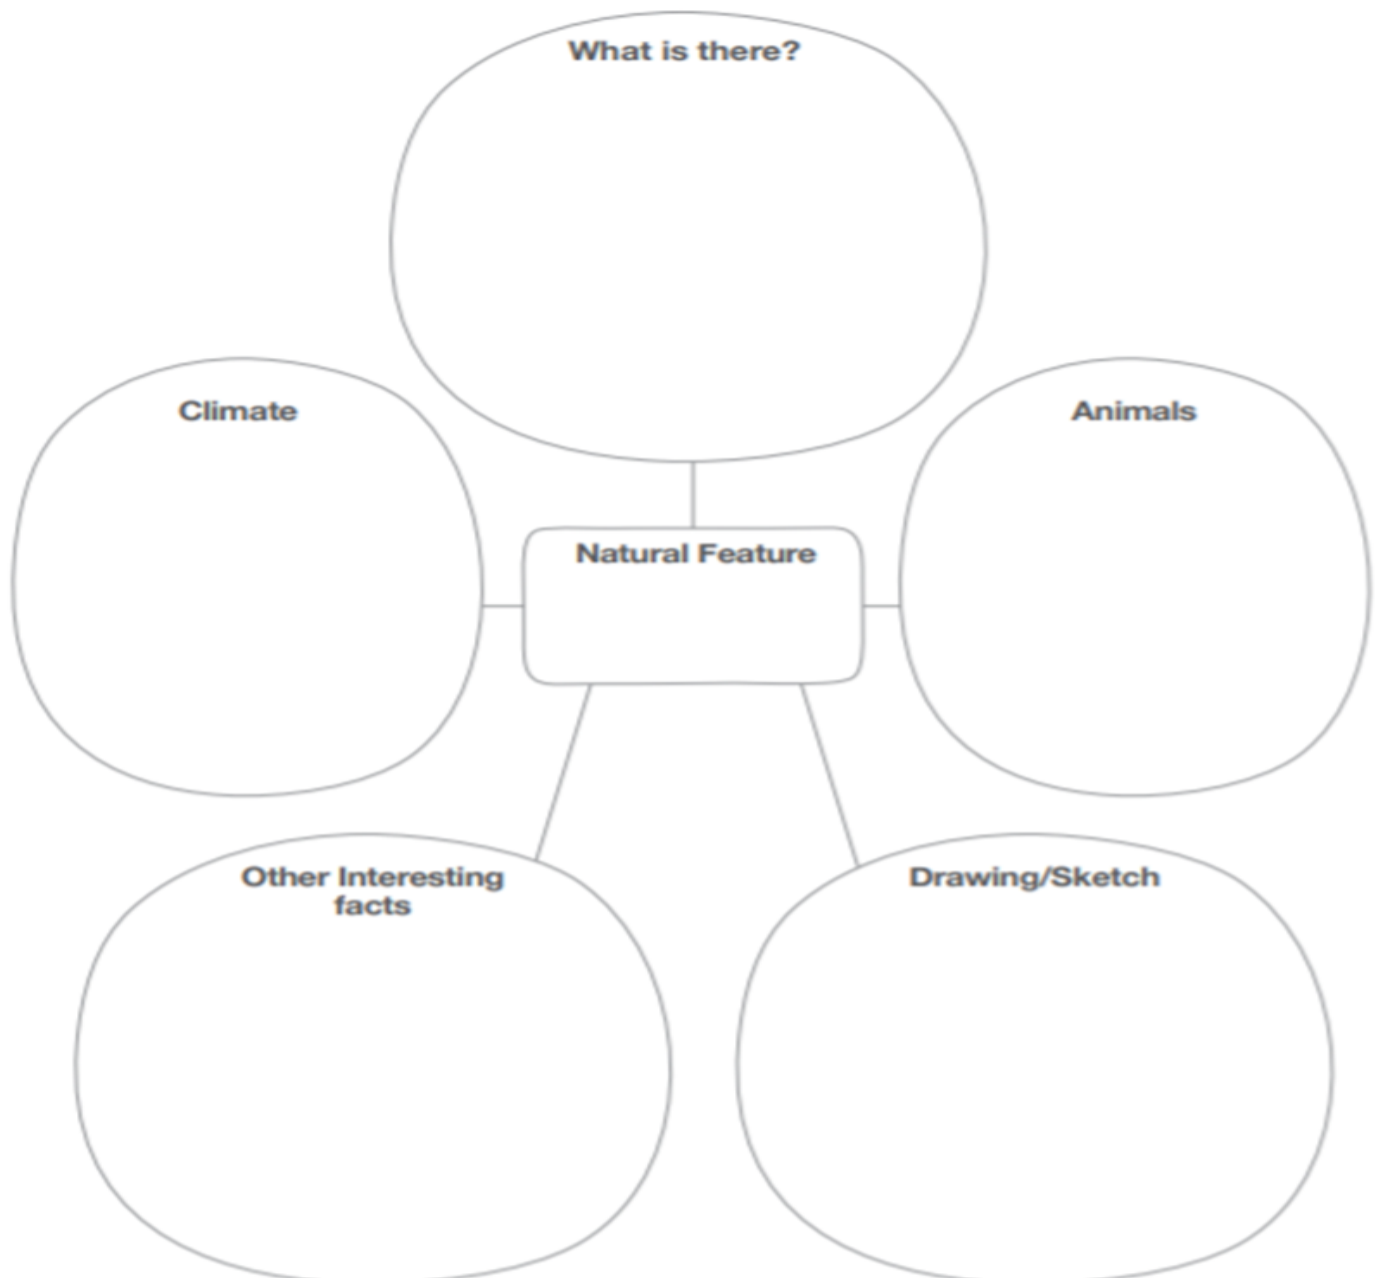 What is there?
Climate
Animals
Natural Feature
Other Interesting
facts
Drawing/Sketch